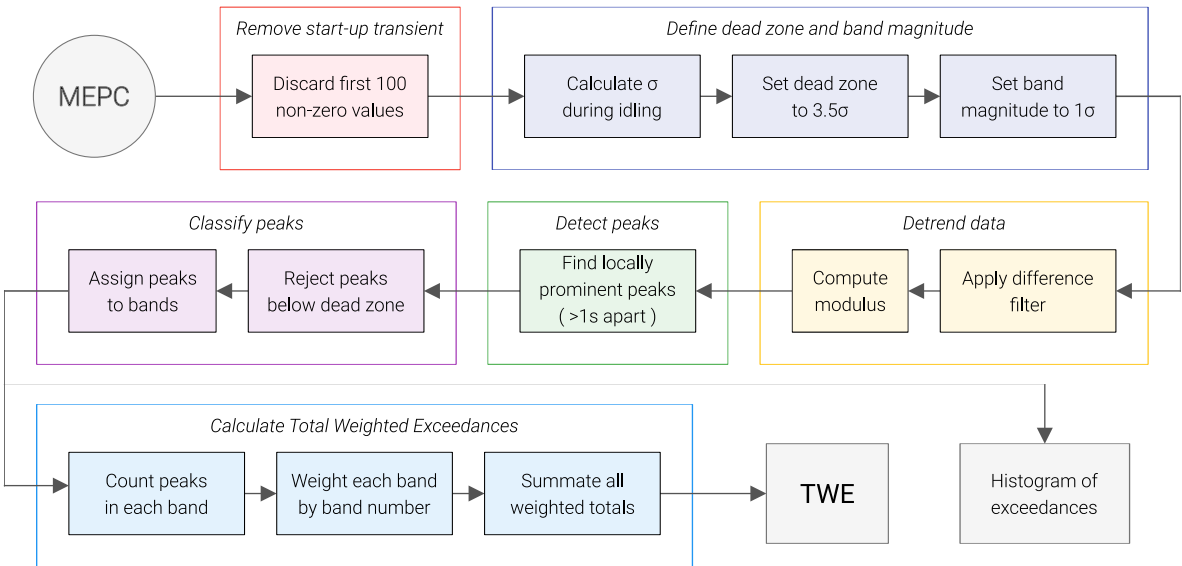 Remove start-up transient
Define dead zone and band magnitude
MEPC
Discard first 100
non-zero values
Calculate σ
during idling
Set dead zone
to 3.5σ
Set band
magnitude to 1σ
Classify peaks
Detect peaks
Detrend data
Assign peaks
to bands
Reject peaks
below dead zone
Find locally
prominent peaks
( >1s apart )
Compute
modulus
Apply difference
filter
Calculate Total Weighted Exceedances
Count peaks
in each band
Weight each band
by band number
Summate all
weighted totals
TWE
Histogram of
exceedances